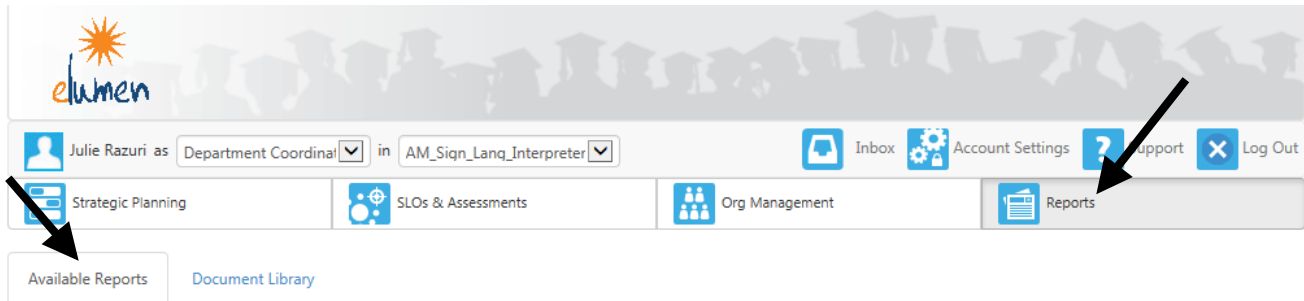 elumen
Julie Razuri as Department Coordinat in AM_Sign_Lang_Interpreter Inbox Account Settings ? Support Log Out
Strategic Planning SLOs & Assessments Org Management Reports
Available Reports Document Library